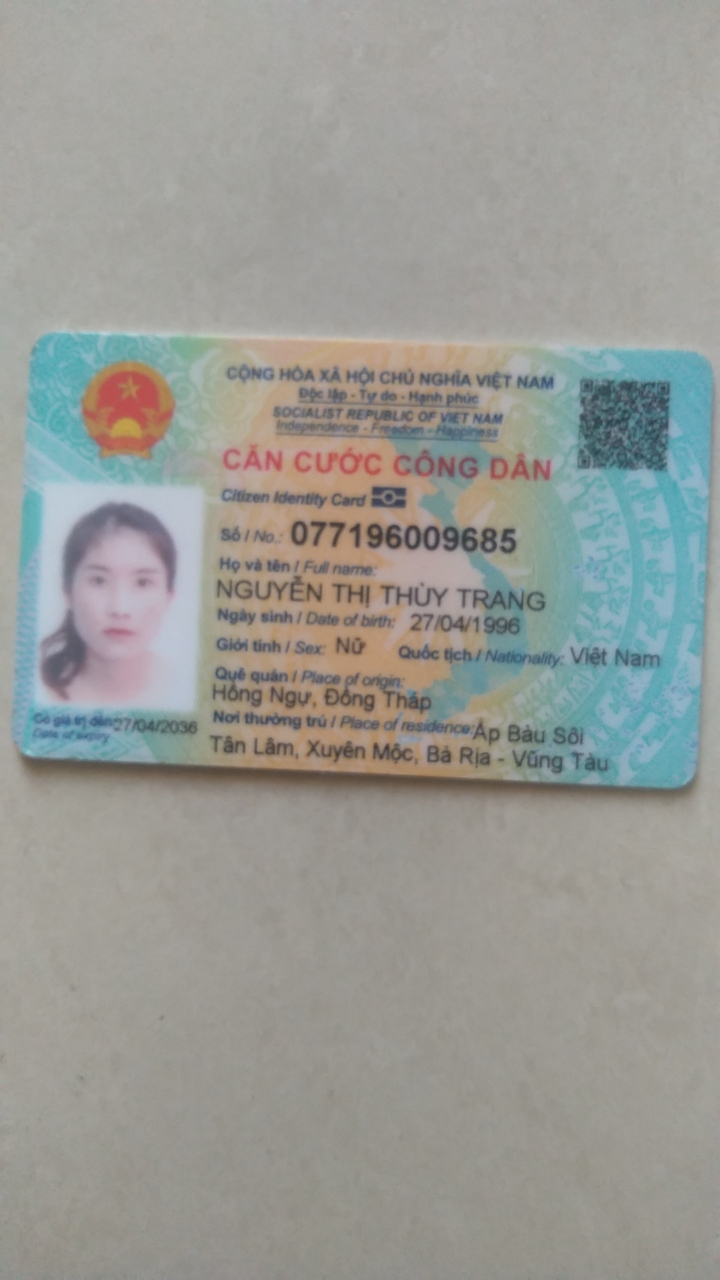 CỘNG HÒA XÃ HỘI CHỦ NGHĨA VIỆT NAM
Độc lập - Tự do - Hạnh phúc
SOCIALIST REPUBLIC OF VIET NAM
Independence - Freedom - Happiness
CĂN CƯỚC CÔNG DÂN
Citizen Identity Card
Số / No.: 077196009685
Họ và tên / Full name:
NGUYỄN THỊ THÙY TRANG
Ngày sinh / Date of birth: 27/04/1996
Giới tính / Sex: Nữ Quốc tịch / Nationality: Việt Nam
Quê quán / Place of origin:
Hồng Ngự, Đồng Tháp
Nơi thường trú / Place of residence: Ấp Bàu Sôi
Tân Lâm, Xuyên Mộc, Bà Rịa - Vũng Tàu
Có giá trị đến 27/04/2036
Date of expiry